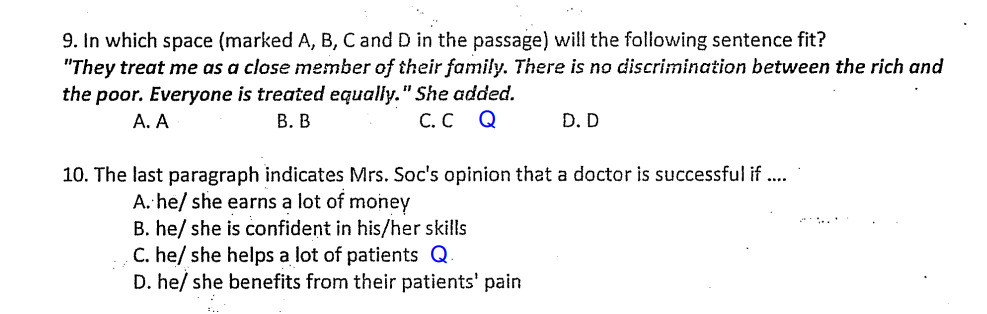 9. In which space (marked A, B, C and D in the passage) will the following sentence fit?
"They treat me as a close member of their family. There is no discrimination between the rich and
the poor. Everyone is treated equally." She added.
A. A B. B C. C Q D. D
10. The last paragraph indicates Mrs. Soc's opinion that a doctor is successful if ....
A. he/ she earns a lot of money
B. he/ she is confident in his/her skills
C. he/ she helps a lot of patients Q
D. he/ she benefits from their patients' pain